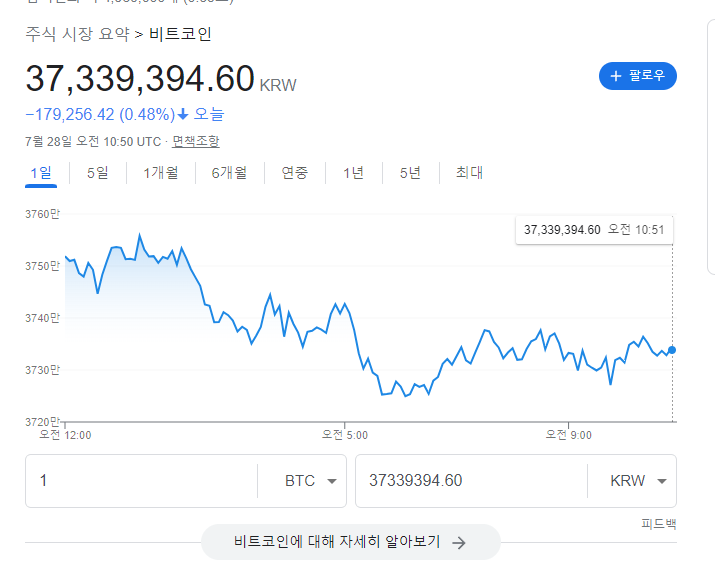 주식 시장 요약 > 비트코인
37,339,394.60 KRW
+ 팔로우
−179,256.42 (0.48%)↓ 오늘
7월 28일 오전 10:50 UTC · 면책조항
1일 5일 1개월 6개월 연중 1년 5년 최대
3760만
37,339,394.60 오전 10:51
3750만
3740만
3730만
3720만
오전 12:00 오전 5:00 오전 9:00
1 BTC 37339394.60 KRW
피드백
비트코인에 대해 자세히 알아보기 →